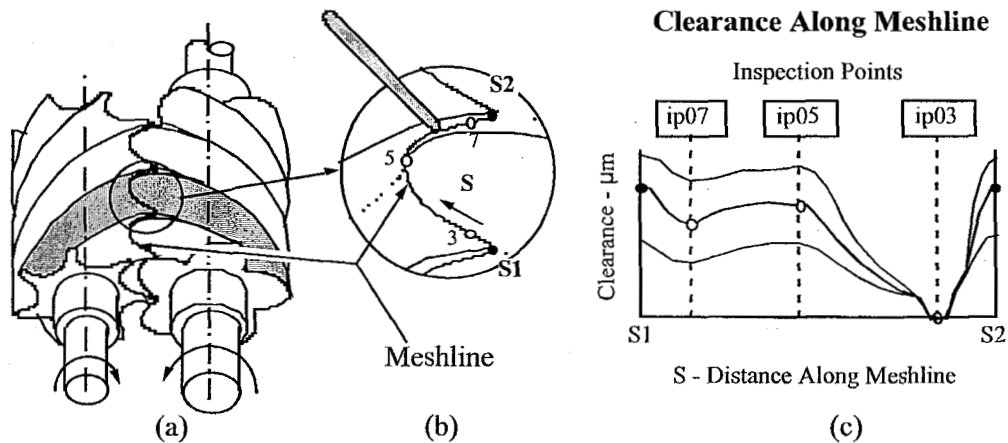 Clearance Along Meshline
Inspection Points
ip07
ip05
ip03
Clearance - µm
S1
S2
S - Distance Along Meshline
S2
7
5
S
3
S1
Meshline
(a)
(b)
(c)